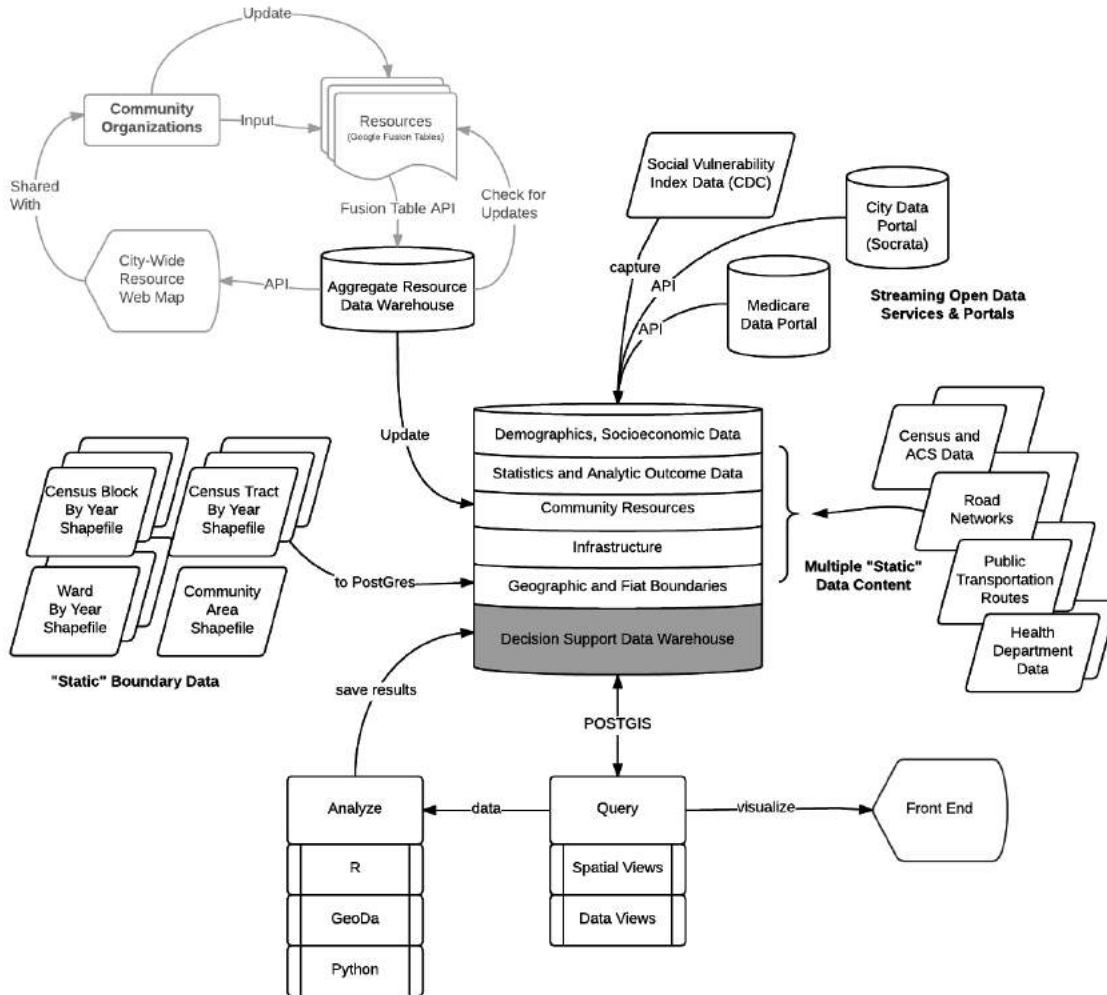 Update
Community
Organizations
Input
Resources
(Google Fusion Tables)
Shared
With
Fusion Table API
Check for
Updates
City-Wide
Resource
Web Map
API
Aggregate Resource
Data Warehouse
Social Vulnerability
Index Data (CDC)
City Data
Portal
(Socrata)
capture
API
Medicare
Data Portal
API
Streaming Open Data
Services & Portals
Update
Demographics, Socioeconomic Data
Statistics and Analytic Outcome Data
Community Resources
Infrastructure
Geographic and Fiat Boundaries
Decision Support Data Warehouse
Census Block
By Year
Shapefile
Census Tract
By Year
Shapefile
Ward
By Year
Shapefile
Community
Area
Shapefile
to PostGres
"Static" Boundary Data
Census and
ACS Data
Road
Networks
Public
Transportation
Routes
Health
Department
Data
Multiple "Static"
Data Content
save results
POSTGIS
Analyze
data
Query
visualize
Front End
R
GeoDa
Python
Spatial Views
Data Views